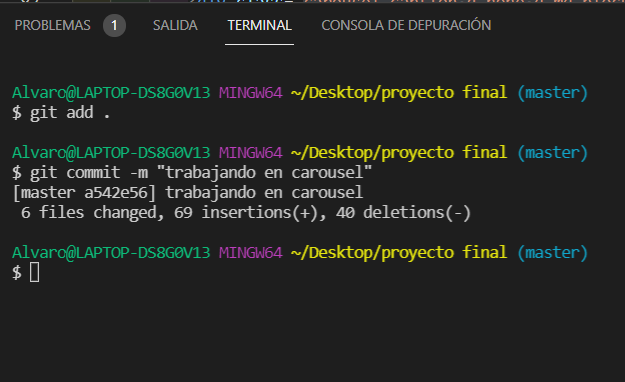 PROBLEMAS 1 SALIDA TERMINAL CONSOLA DE DEPURACIÓN
Alvaro@LAPTOP-DS8G0V13 MINGW64 ~/Desktop/proyecto final (master)
$ git add .
Alvaro@LAPTOP-DS8G0V13 MINGW64 ~/Desktop/proyecto final (master)
$ git commit -m "trabajando en carousel"
[master a542e56] trabajando en carousel
 6 files changed, 69 insertions(+), 40 deletions(-)
Alvaro@LAPTOP-DS8G0V13 MINGW64 ~/Desktop/proyecto final (master)
$